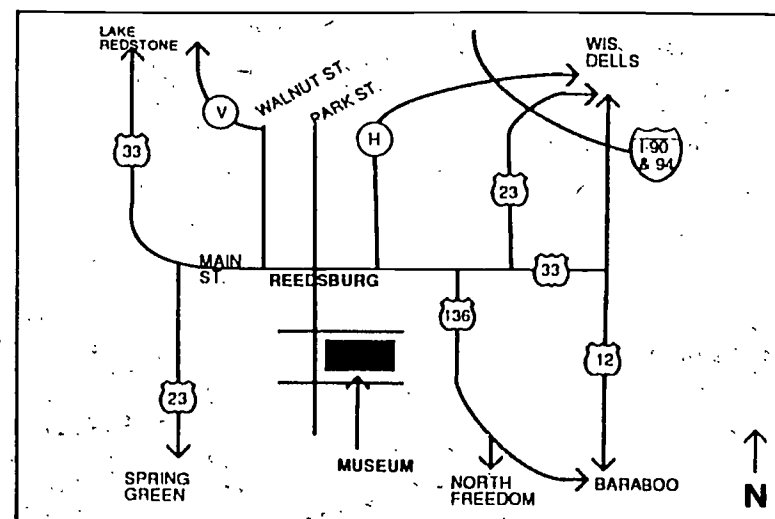 LAKE
REDSTONE
WIS.
DELLS
WALNUT ST.
PARK ST.
V
H
33
I-90
& 94
23
MAIN
ST.
REEDSBURG
33
136
12
23
SPRING
GREEN
MUSEUM
NORTH
FREEDOM
BARABOO
N